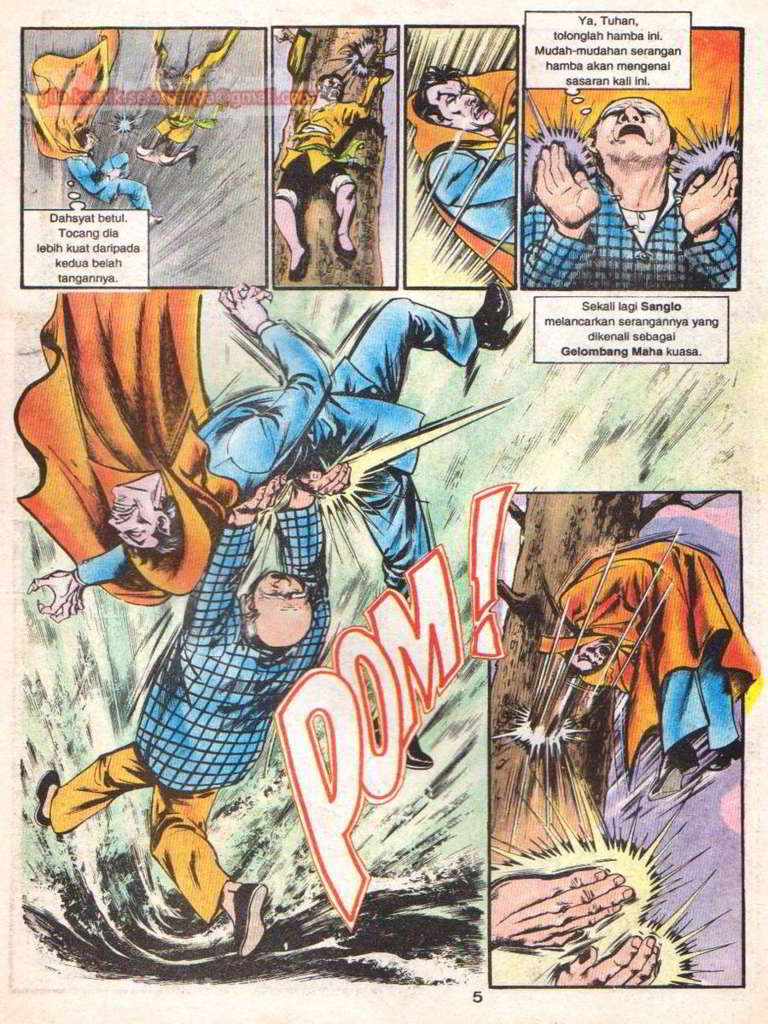 Dahsyat betul.
Tocang dia
lebih kuat daripada
kedua belah
tangannya.
Ya, Tuhan,
tolonglah hamba ini.
Mudah-mudahan serangan
hamba akan mengenai
sasaran kali ini.
Sekali lagi Sanglo
melancarkan serangannya yang
dikenali sebagai
Gelombang Maha kuasa.
POM!
5